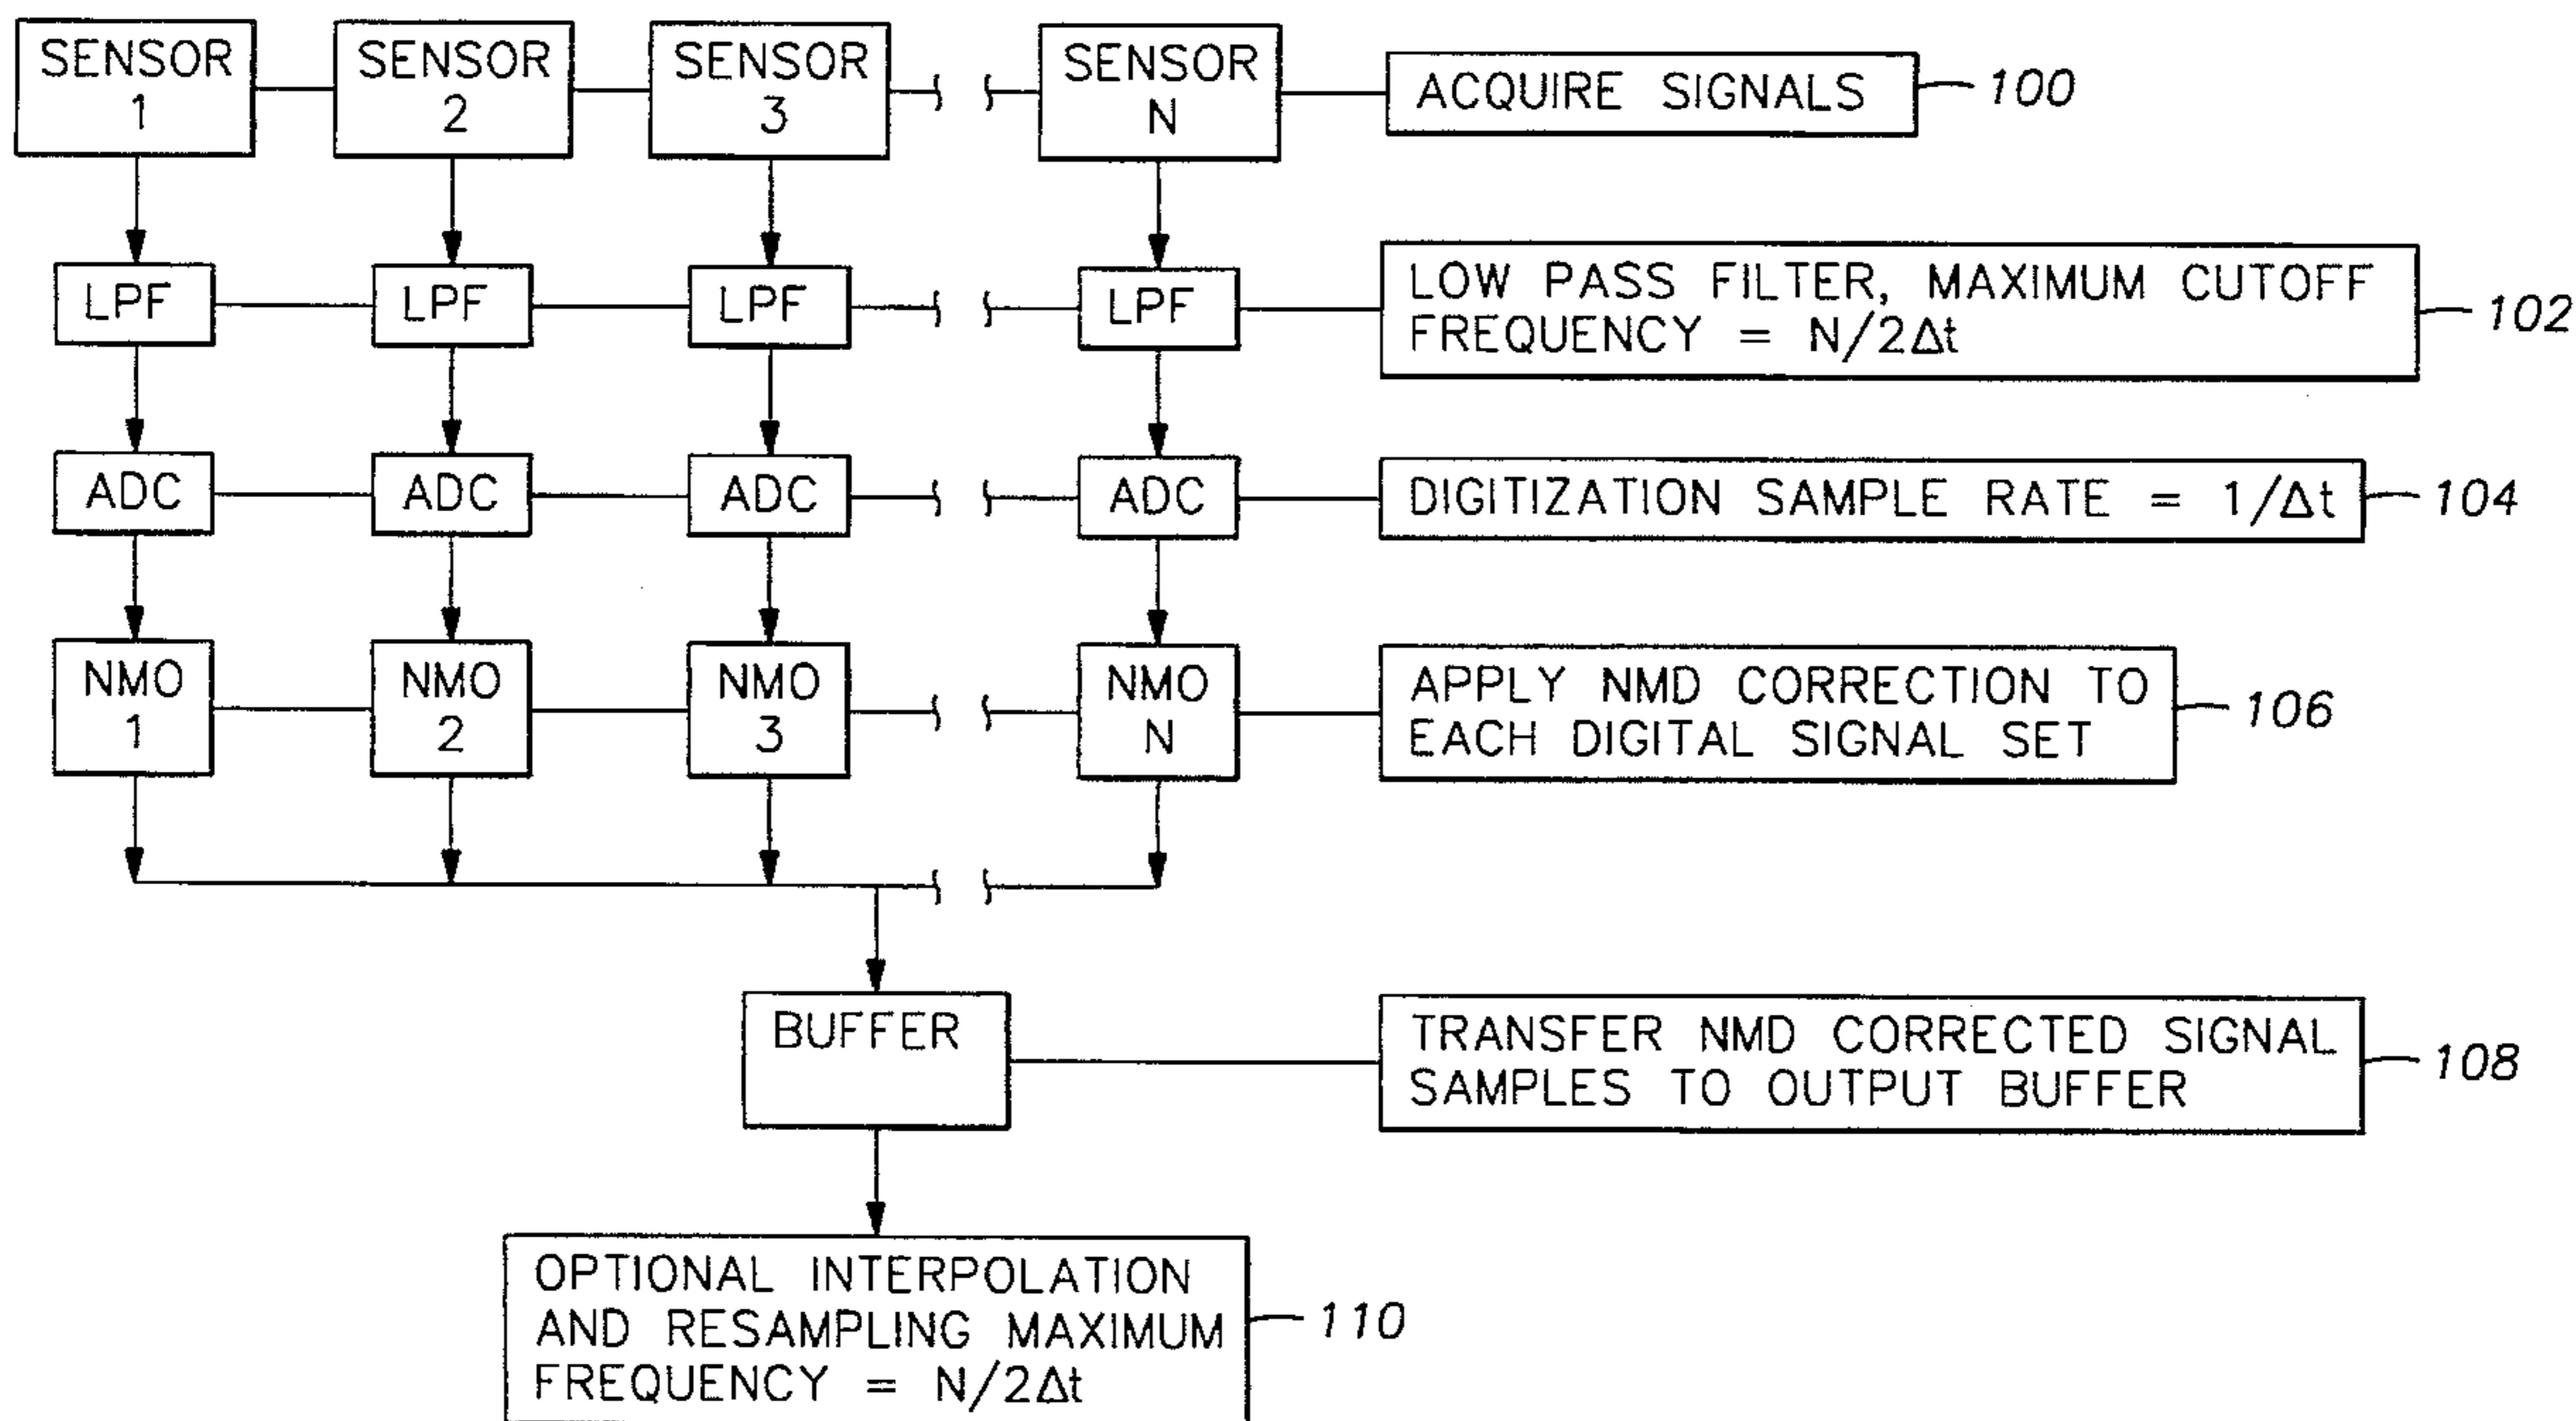 SENSOR
1
SENSOR
2
SENSOR
3
SENSOR
N
ACQUIRE SIGNALS
100
LPF
LPF
LPF
LPF
LOW PASS FILTER, MAXIMUM CUTOFF
FREQUENCY = N/2Δt
102
ADC
ADC
ADC
ADC
DIGITIZATION SAMPLE RATE = 1/Δt
104
NMO
1
NMO
2
NMO
3
NMO
N
APPLY NMD CORRECTION TO
EACH DIGITAL SIGNAL SET
106
BUFFER
TRANSFER NMD CORRECTED SIGNAL
SAMPLES TO OUTPUT BUFFER
108
OPTIONAL INTERPOLATION
AND RESAMPLING MAXIMUM
FREQUENCY = N/2Δt
110